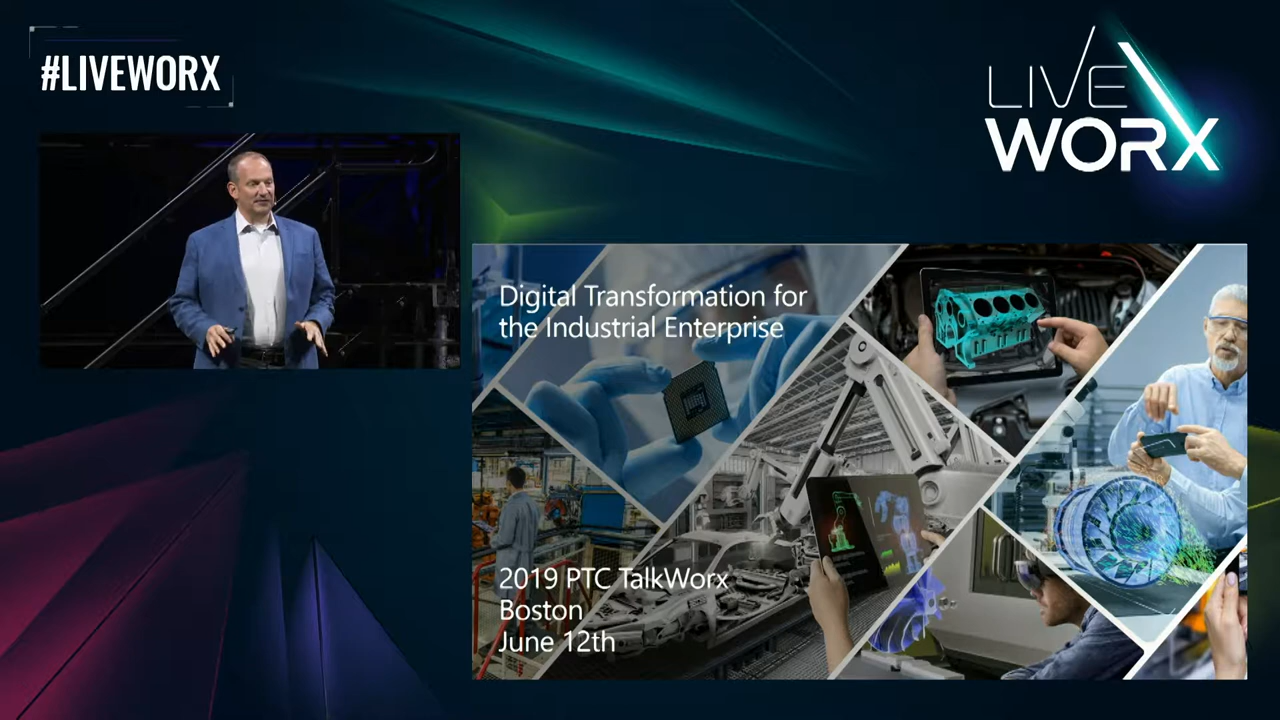 #LIVEWORX
LIVE
WORX
Digital Transformation for
the Industrial Enterprise
2019 PTC TalkWorx
Boston
June 12th